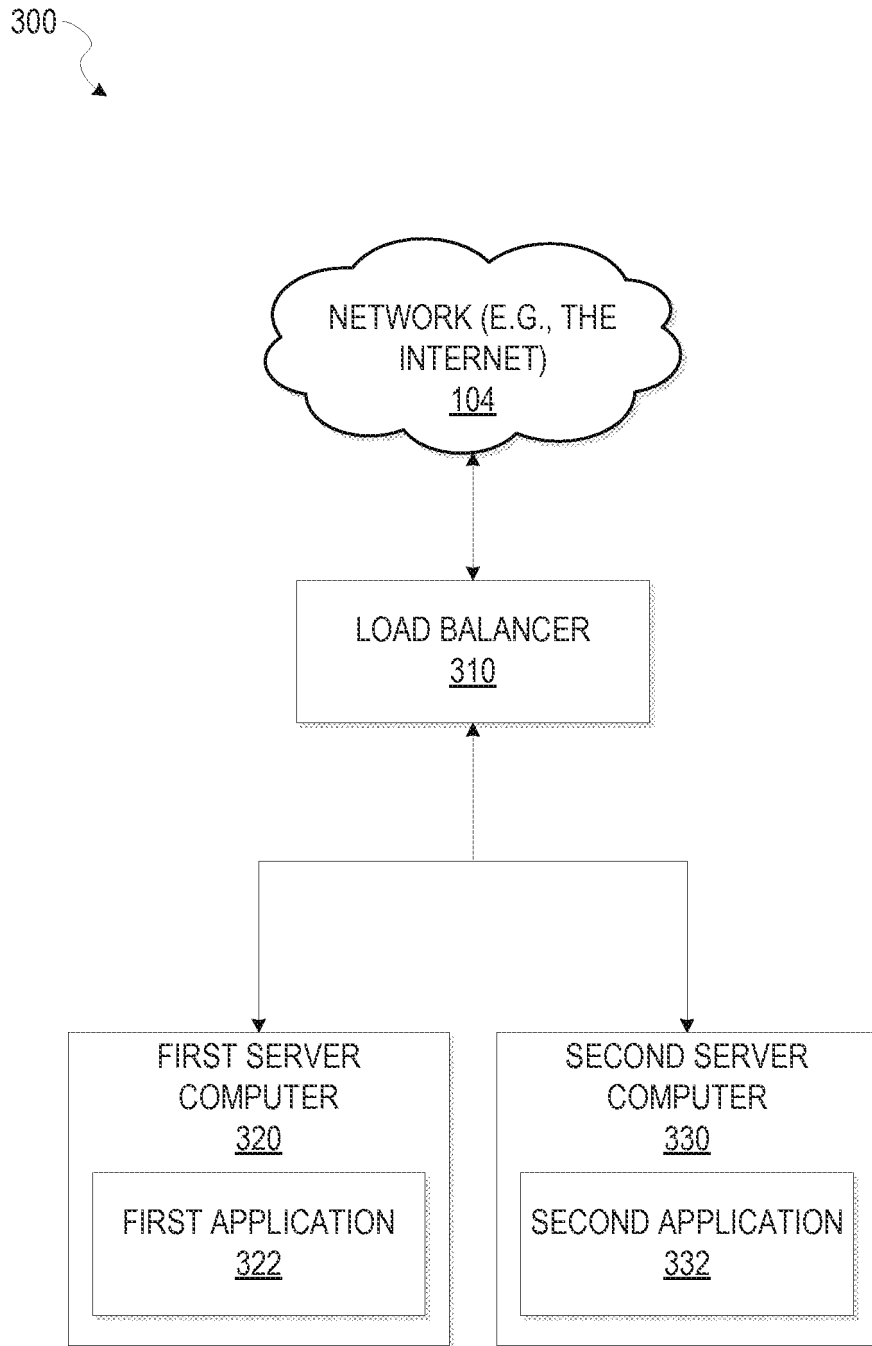 300
NETWORK (E.G., THE
INTERNET)
104
LOAD BALANCER
310
FIRST SERVER
COMPUTER
320
FIRST APPLICATION
322
SECOND SERVER
COMPUTER
330
SECOND APPLICATION
332